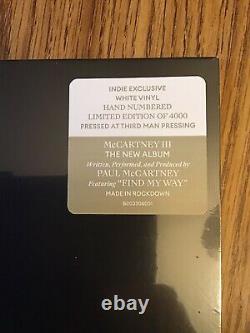 INDIE EXCLUSIVE
WHITE VINYL
HAND NUMBERED
LIMITED EDITION OF 4000
PRESSED AT THIRD MAN PRESSING
McCARTNEY III
THE NEW ALBUM
Written, Performed, and Produced by
PAUL McCARTNEY
Featuring "FIND MY WAY"
MADE IN ROCKDOWN